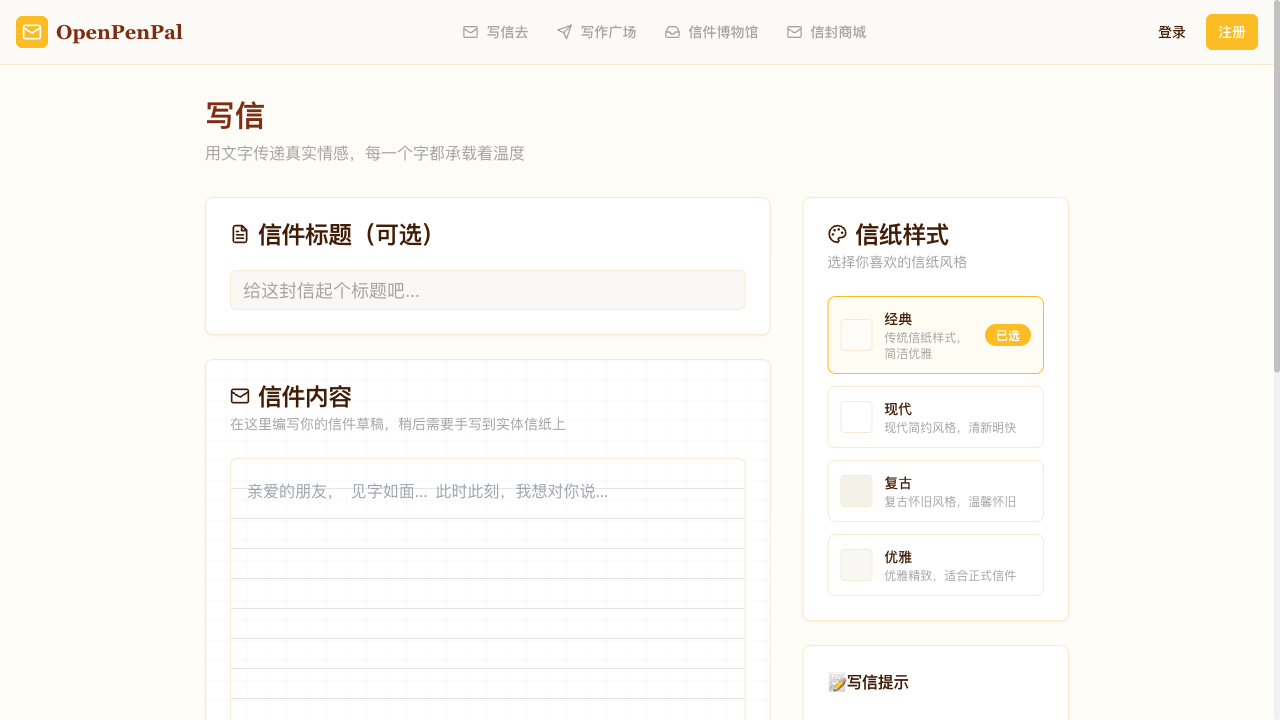 OpenPenPal
写信去
写作广场
信件博物馆
信封商城
登录
注册
写信
用文字传递真实情感，每一个字都承载着温度
信件标题（可选）
给这封信起个标题吧...
信件内容
在这里编写你的信件草稿，稍后需要手写到实体信纸上
亲爱的朋友， 见字如面... 此时此刻，我想对你说...
信纸样式
选择你喜欢的信纸风格
经典
传统信纸样式，
简洁优雅
已选
现代
现代简约风格，清新明快
复古
复古怀旧风格，温馨怀旧
优雅
优雅精致，适合正式信件
📝写信提示